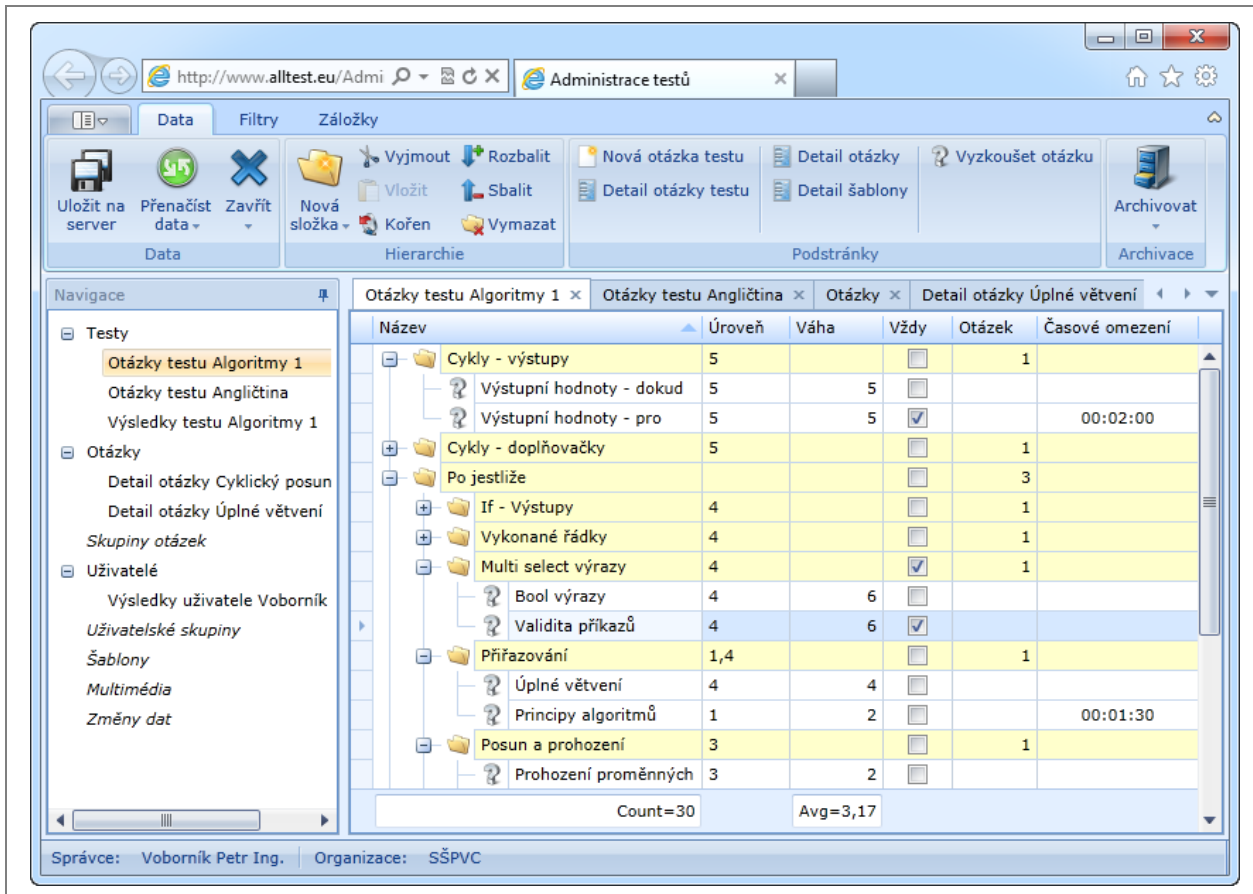 http://www.alltest.eu/Admi
Administrace testů
Data Filtry Záložky
Uložit na server
Přenačíst data
Zavřít
Data
Nová složka
Vyjmout
Vložit
Kořen
Rozbalit
Sbalit
Vymazat
Hierarchie
Nová otázka testu
Detail otázky testu
Detail otázky
Detail šablony
Vyzkoušet otázku
Podstránky
Archivovat
Archivace
Navigace
Testy
Otázky testu Algoritmy 1
Otázky testu Angličtina
Výsledky testu Algoritmy 1
Otázky
Detail otázky Cyklický posun
Detail otázky Úplné větvení
Skupiny otázek
Uživatelé
Výsledky uživatele Voborník
Uživatelské skupiny
Šablony
Multimédia
Změny dat
Otázky testu Algoritmy 1 Otázky testu Angličtina Otázky Detail otázky Úplné větvení
Název Úroveň Váha Vždy Otázek Časové omezení
Cykly - výstupy 5 1
Výstupní hodnoty - dokud 5 5
Výstupní hodnoty - pro 5 5 00:02:00
Cykly - doplňovačky 5 1
Po jestliže 3
If - Výstupy 4 1
Vykonané řádky 4 1
Multi select výrazy 4 1
Bool výrazy 4 6
Validita příkazů 4 6
Přiřazování 1,4 1
Úplné větvení 4 4
Principy algoritmů 1 2 00:01:30
Posun a prohození 3 1
Prohození proměnných 3 2
Count=30 Avg=3,17
Správce: Voborník Petr Ing. Organizace: SŠPVC